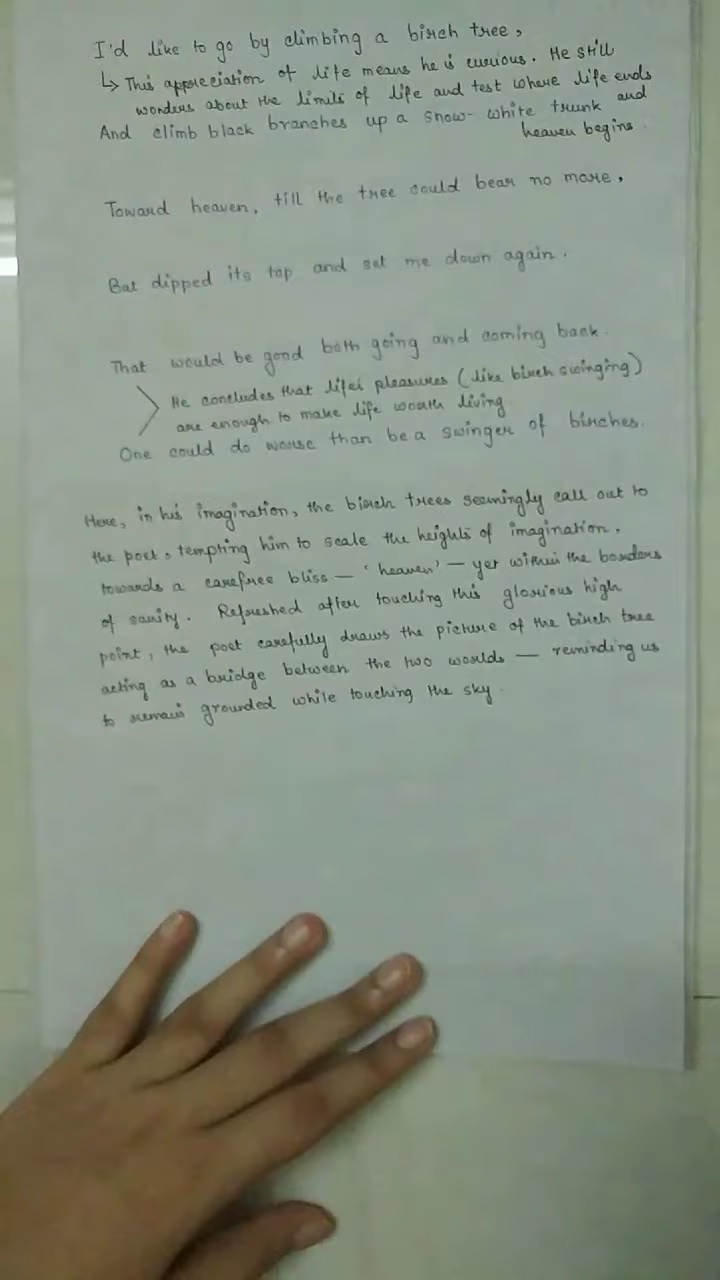 I'd like to go by climbing a birch tree,
↳ This appreciation of life means he is curious. He still
wonders about the limits of life and test where life ends
And climb black branches up a snow-white trunk and
heaven begins.
Toward heaven, till the tree could bear no more,
But dipped its top and set me down again.
That would be good both going and coming back.
He concludes that life's pleasures (like birch swinging)
are enough to make life worth living
One could do worse than be a swinger of birches.
Here, in his imagination, the birch trees seemingly call out to
the poet, tempting him to scale the heights of imagination,
towards a carefree bliss — 'heaven' — yet within the borders
of sanity. Refreshed after touching this glorious high
point, the poet carefully draws the picture of the birch tree
acting as a bridge between the two worlds — reminding us
to remain grounded while touching the sky.